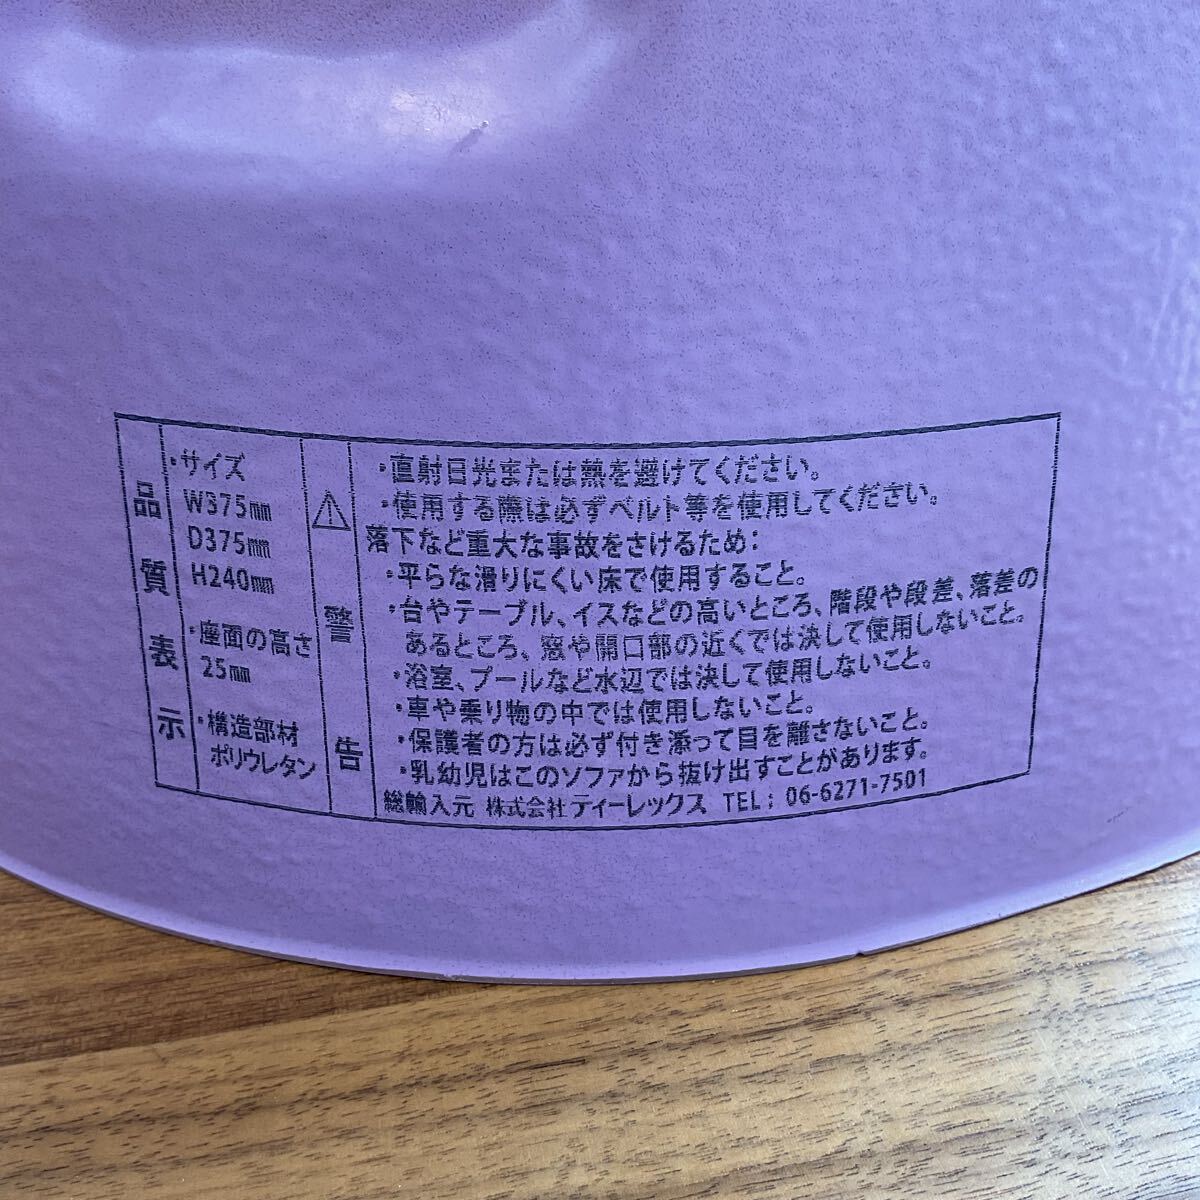 品質表示
・サイズ
W375㎜
D375㎜
H240㎜
・座面の高さ
25㎜
・構造部材
ポリウレタン
⚠警告
・直射日光または熱を避けてください。
・使用する際は必ずベルト等を使用してください。
落下など重大な事故をさけるため：
・平らな滑りにくい床で使用すること。
・台やテーブル、イスなどの高いところ、階段や段差、落差の
あるところ、窓や開口部の近くでは決して使用しないこと。
・浴室、プールなど水辺では決して使用しないこと。
・車や乗り物の中では使用しないこと。
・保護者の方は必ず付き添って目を離さないこと。
・乳幼児はこのソファから抜け出すことがあります。
総輸入元 株式会社ティーレックス TEL：06-6271-7501